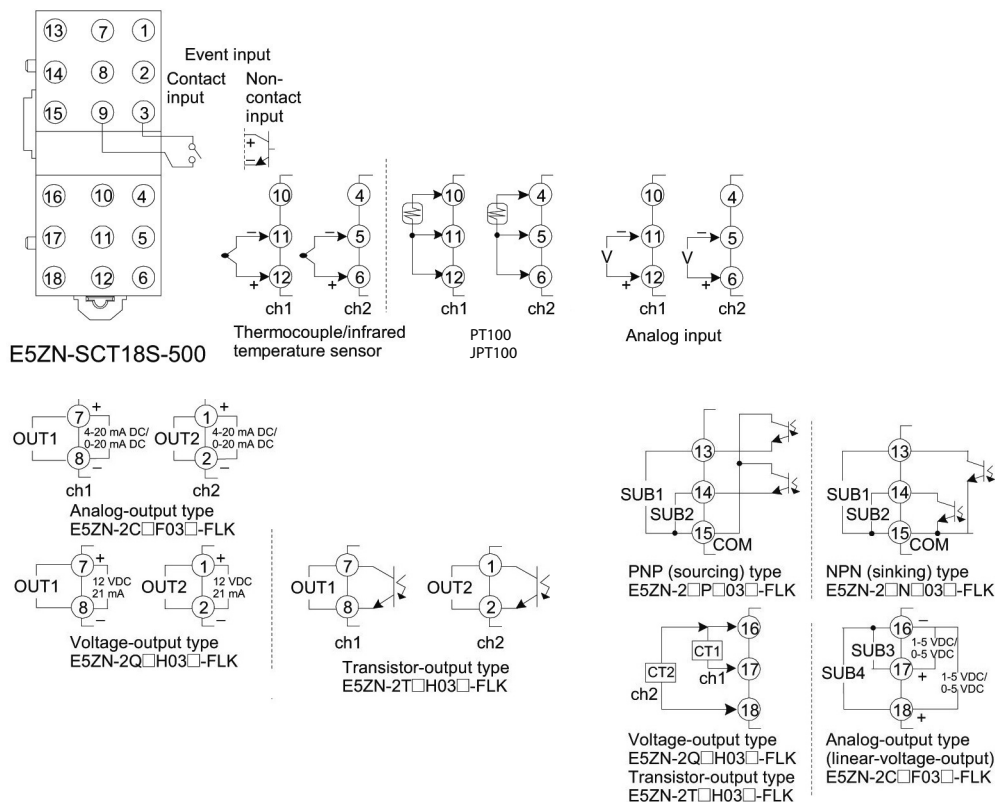 13 7 1
Event input
14 8 2
Contact input
Non-contact input
15 9 3
+
−
16 10 4
17 11 5
18 12 6
10 4
− 11 − 5
+ 12 + 6
ch1 ch2
Thermocouple/infrared
temperature sensor
10 4
11 5
12 6
ch1 ch2
PT100
JPT100
10 4
− 11 − 5
V V
+ 12 + 6
ch1 ch2
Analog input
E5ZN-SCT18S-500
7 + 1 +
OUT1 4-20 mA DC/ OUT2 4-20 mA DC/
0-20 mA DC 0-20 mA DC
8 − 2 −
ch1 ch2
Analog-output type
E5ZN-2C□F03□-FLK
7 + 1 +
OUT1 12 VDC OUT2 12 VDC
21 mA 21 mA
8 − 2 −
ch1 ch2
Voltage-output type
E5ZN-2Q□H03□-FLK
7 1
OUT1 OUT2
8 2
ch1 ch2
Transistor-output type
E5ZN-2T□H03□-FLK
13
SUB1 14
SUB2
15 COM
PNP (sourcing) type
E5ZN-2□P□03□-FLK
13
SUB1 14
SUB2
15 COM
NPN (sinking) type
E5ZN-2□N□03□-FLK
16
CT1
CT2 ch1 17
ch2
18
Voltage-output type
E5ZN-2Q□H03□-FLK
Transistor-output type
E5ZN-2T□H03□-FLK
16 −
SUB3 1-5 VDC/
0-5 VDC
SUB4 17 +
1-5 VDC/
0-5 VDC
18 +
Analog-output type
(linear-voltage-output)
E5ZN-2C□F03□-FLK